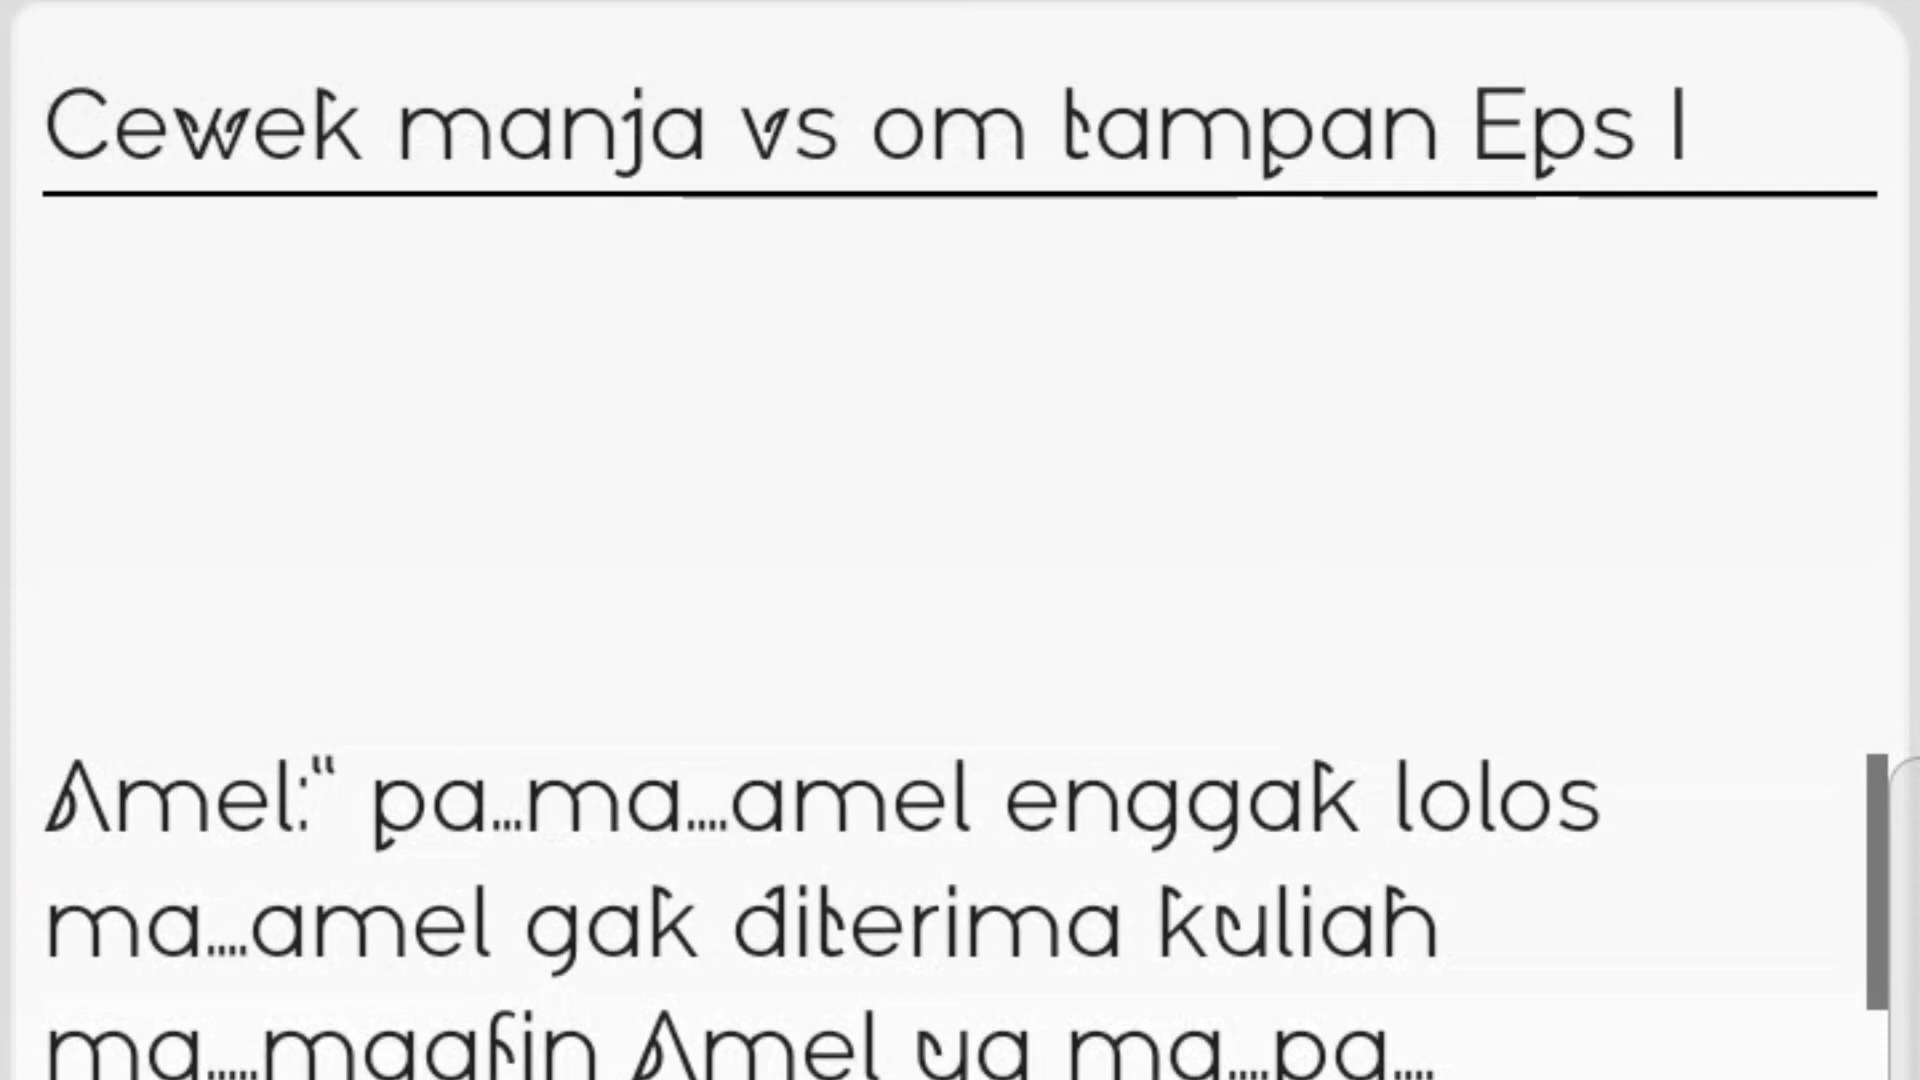 Cewek manja vs om tampan Eps 1
Amel:“ pa...ma....amel enggak lolos
ma....amel gak diterima kuliah
ma.....maafin Amel ya ma....pa....